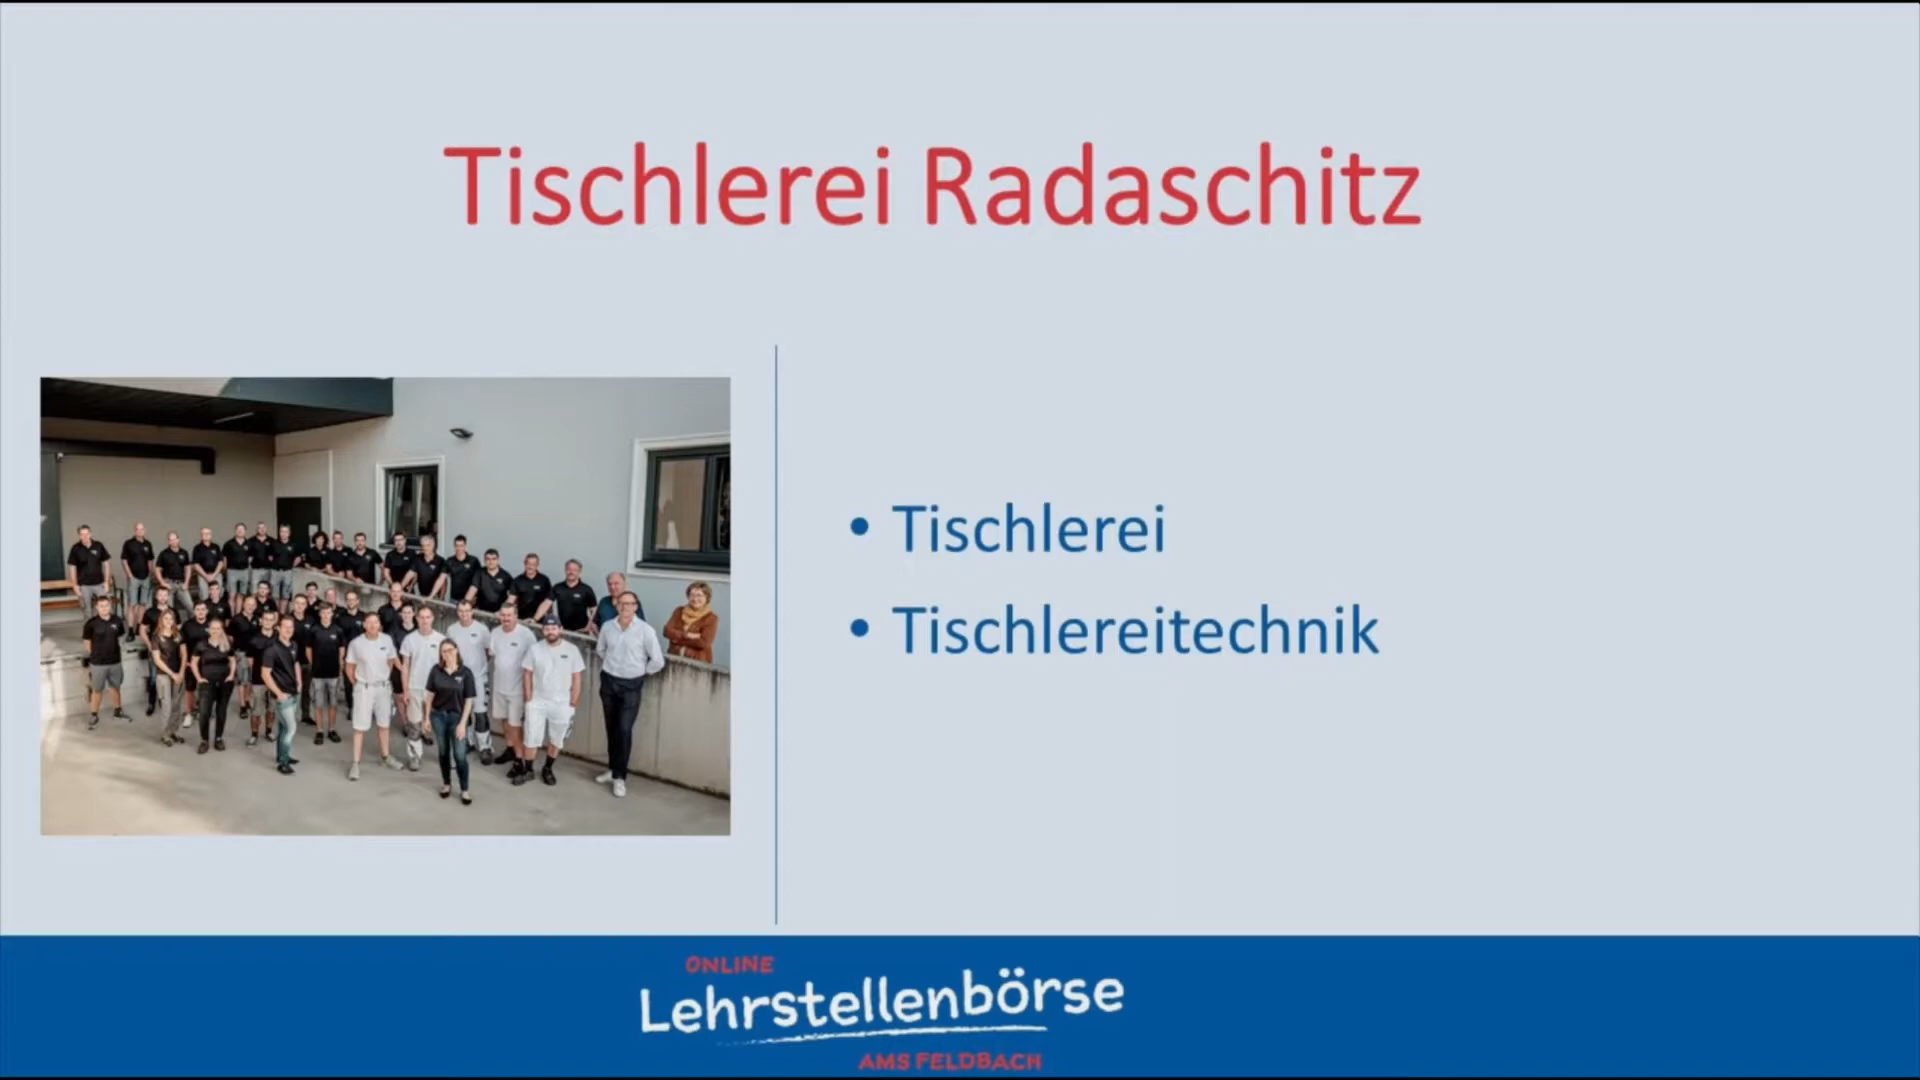 Tischlerei Radaschitz
• Tischlerei
• Tischlereitechnik
ONLINE
Lehrstellenbörse
AMS FELDBACH